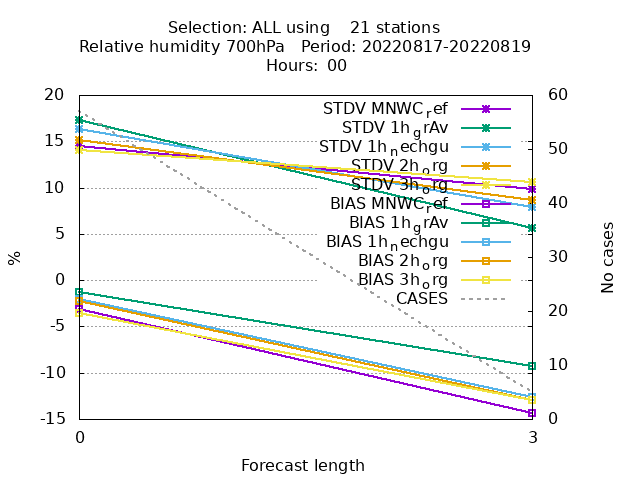 Selection: ALL using 21 stations
Relative humidity 700hPa Period: 20220817-20220819
Hours: 00
20
15
10
5
0
-5
-10
-15
%
60
50
40
30
20
10
0
No cases
STDV MNWC_ref
STDV 1h_grAv
STDV 1h_nechgu
STDV 2h_org
STDV 3h_org
BIAS MNWC_ref
BIAS 1h_grAv
BIAS 1h_nechgu
BIAS 2h_org
BIAS 3h_org
CASES
0
3
Forecast length